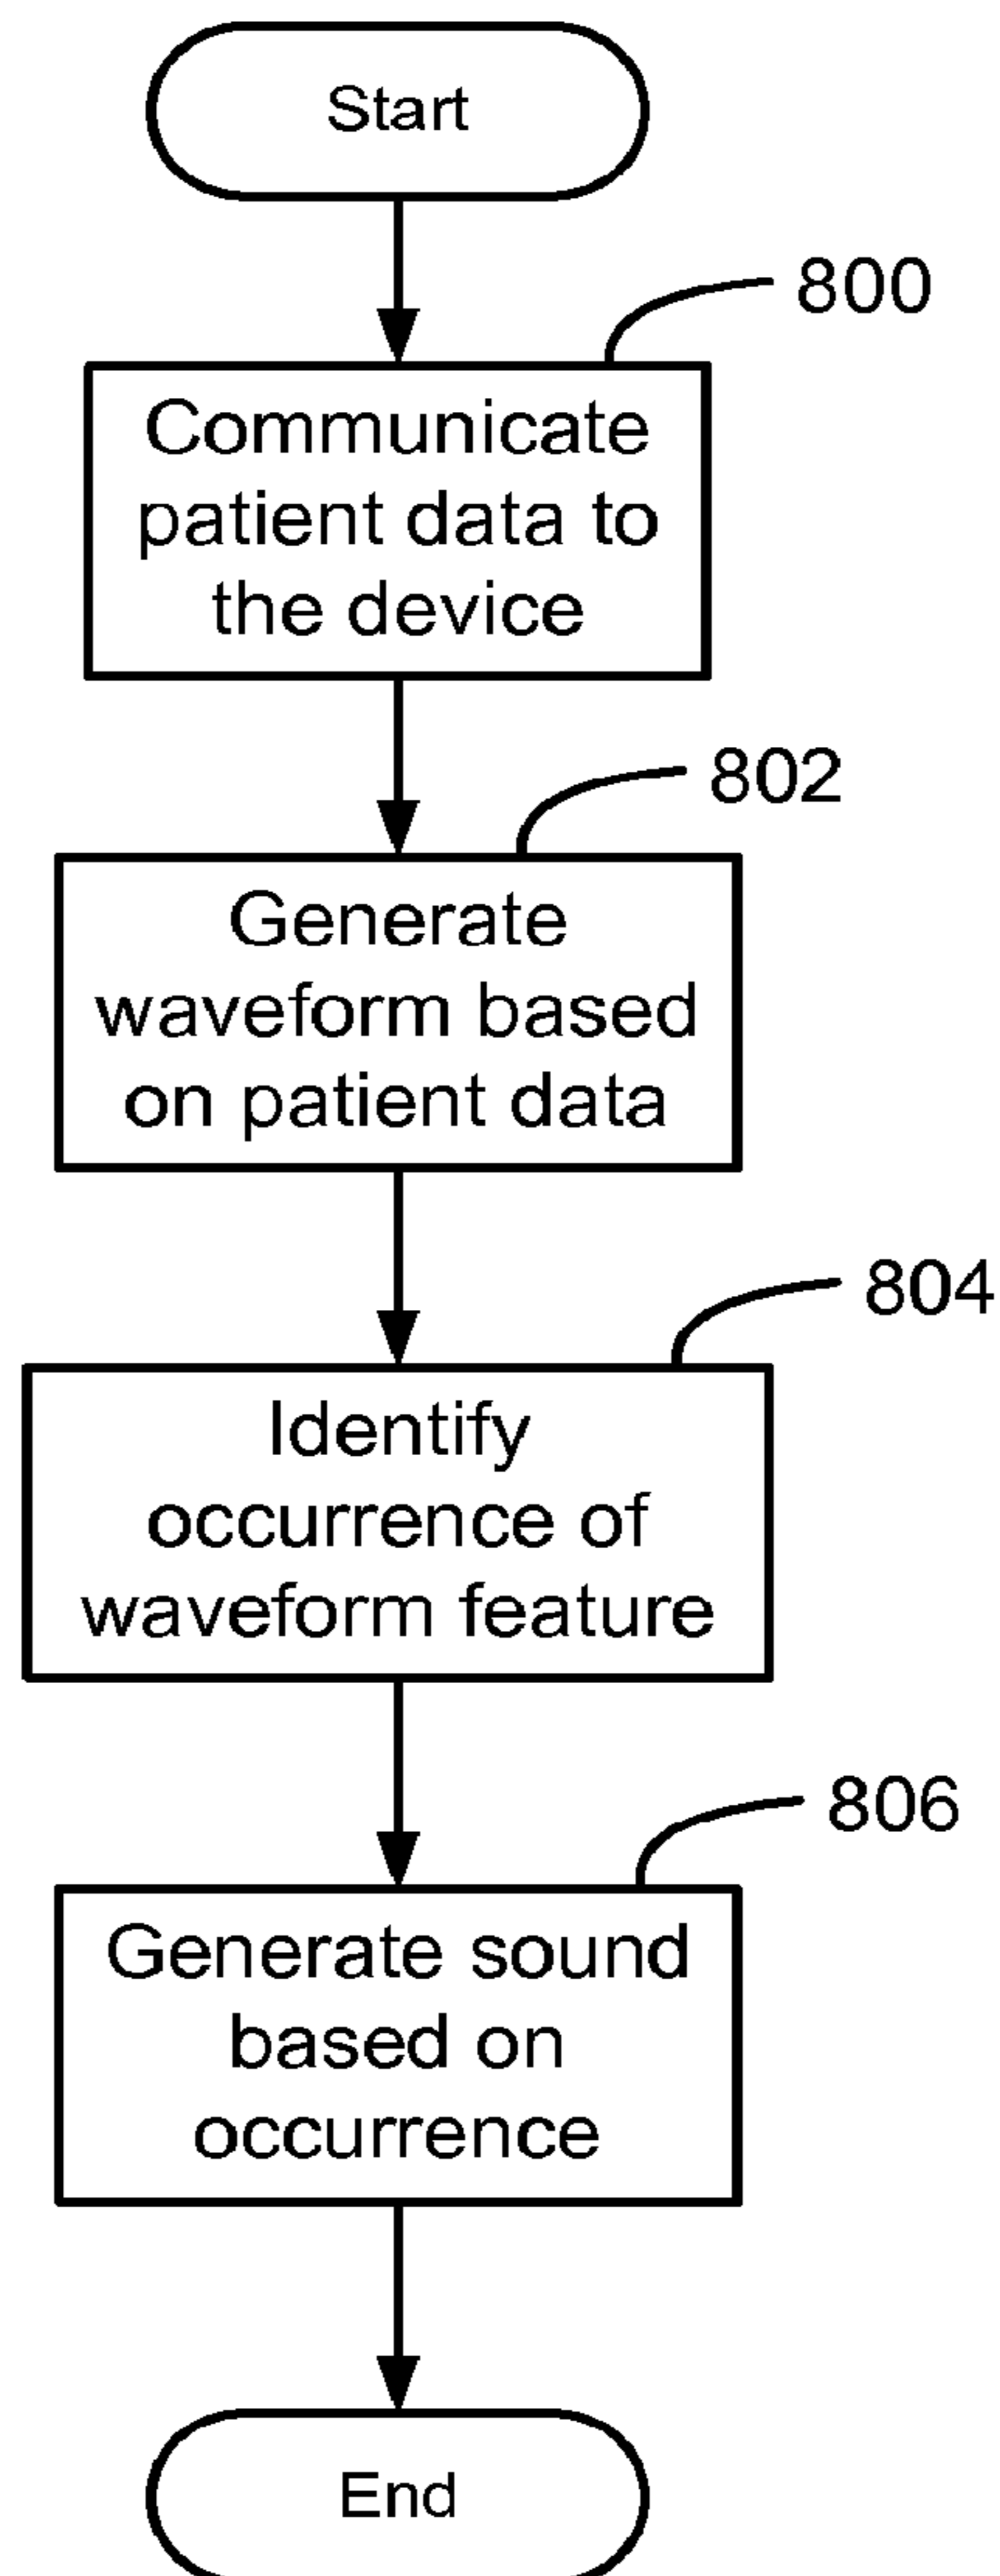 Start
800
Communicate
patient data to
the device
802
Generate
waveform based
on patient data
804
Identify
occurrence of
waveform feature
806
Generate sound
based on
occurrence
End